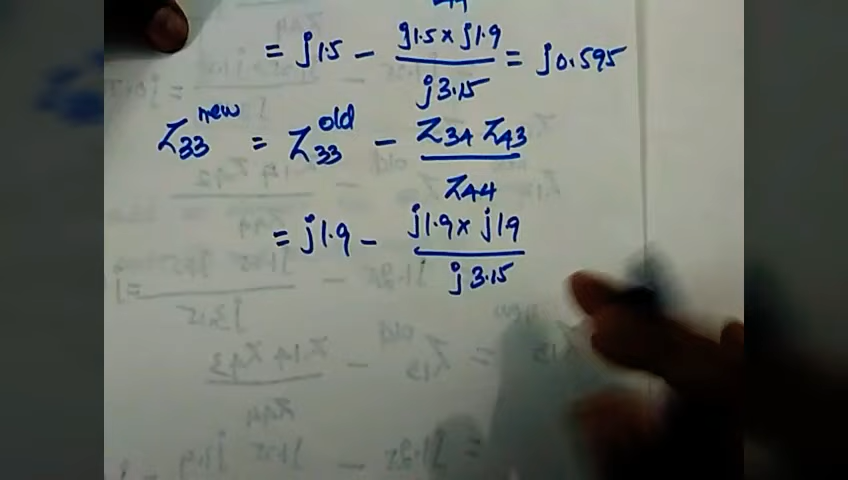 = j1.5 - j1.5 x j1.9 / j3.15 = j0.595
Z33 new = Z33 old - Z34 Z43 / Z44
= j1.9 - j1.9 x j1.9 / j3.15